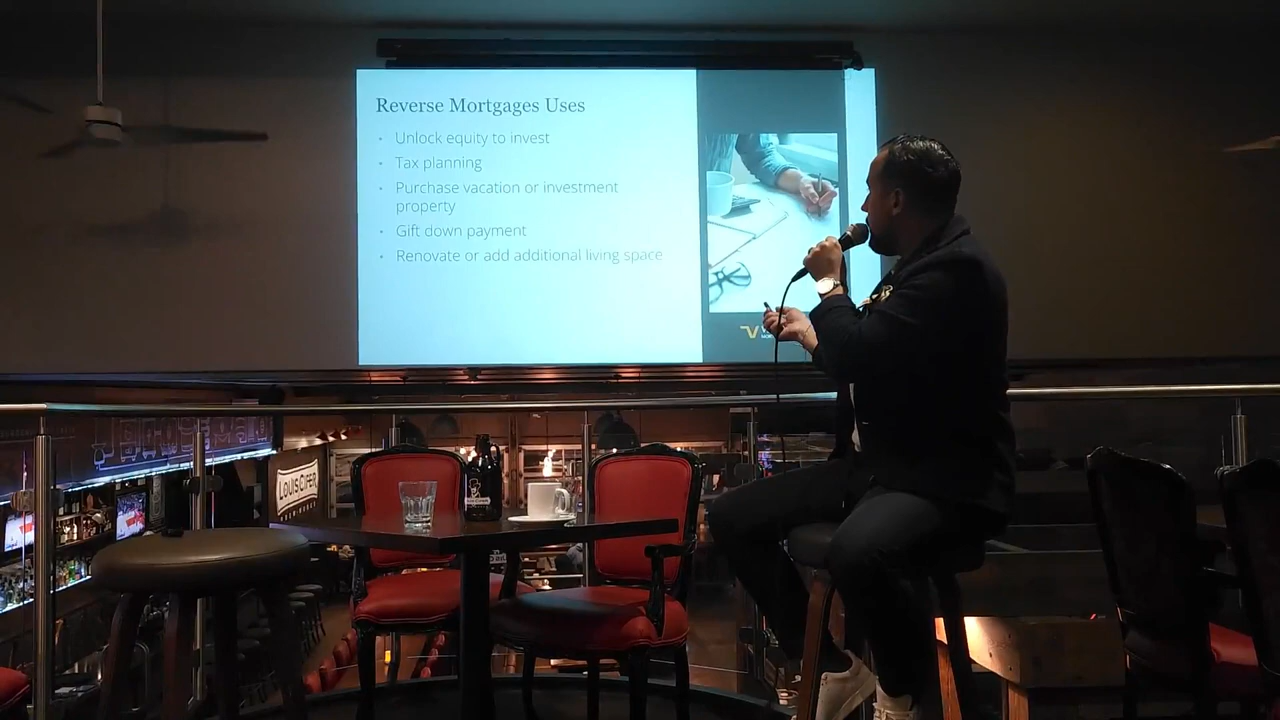 Reverse Mortgages Uses
Unlock equity to invest
Tax planning
Purchase vacation or investment
property
Gift down payment
Renovate or add additional living space
LOUIS CIFER